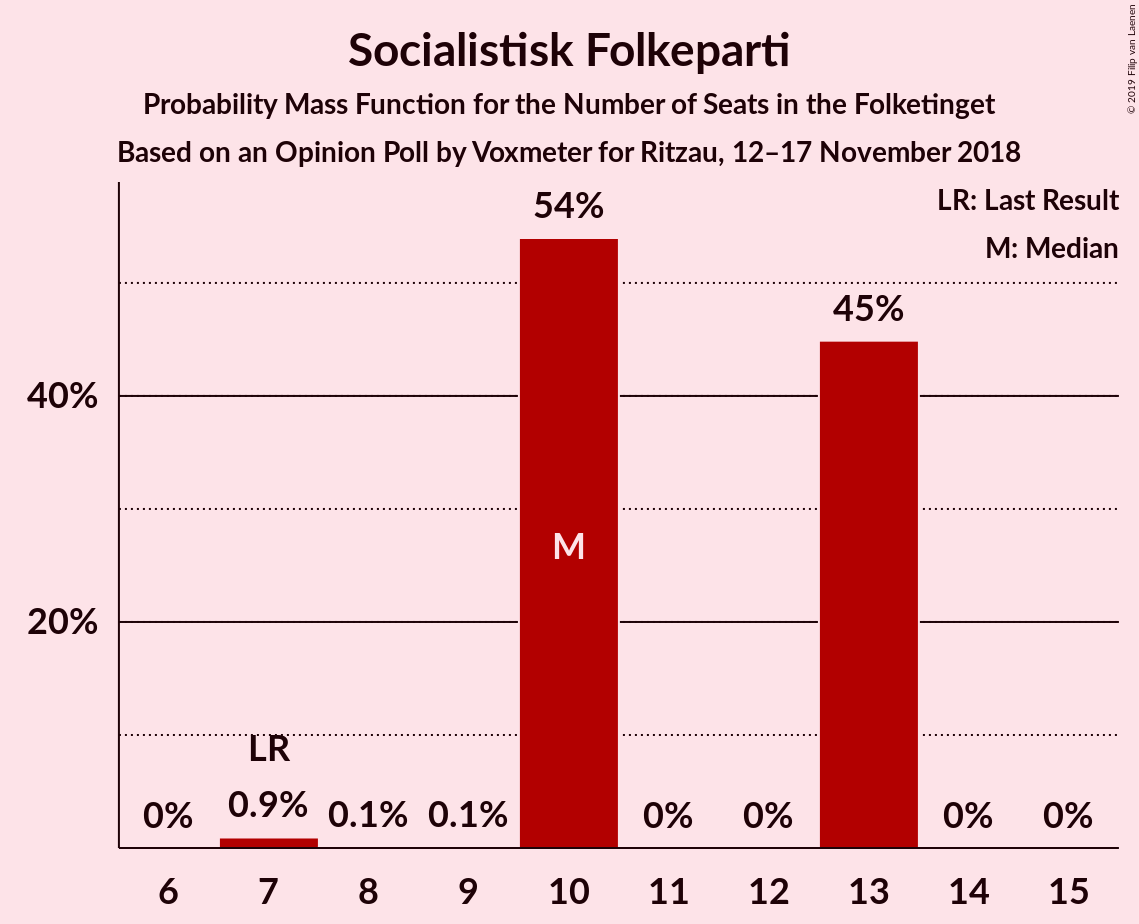 Socialistisk Folkeparti
Probability Mass Function for the Number of Seats in the Folketinget
Based on an Opinion Poll by Voxmeter for Ritzau, 12–17 November 2018
© 2019 Filip van Laenen
LR: Last Result
M: Median
54%
45%
40%
M
20%
LR
0% 0.9% 0.1% 0.1% 0% 0% 0% 0%
6 7 8 9 10 11 12 13 14 15